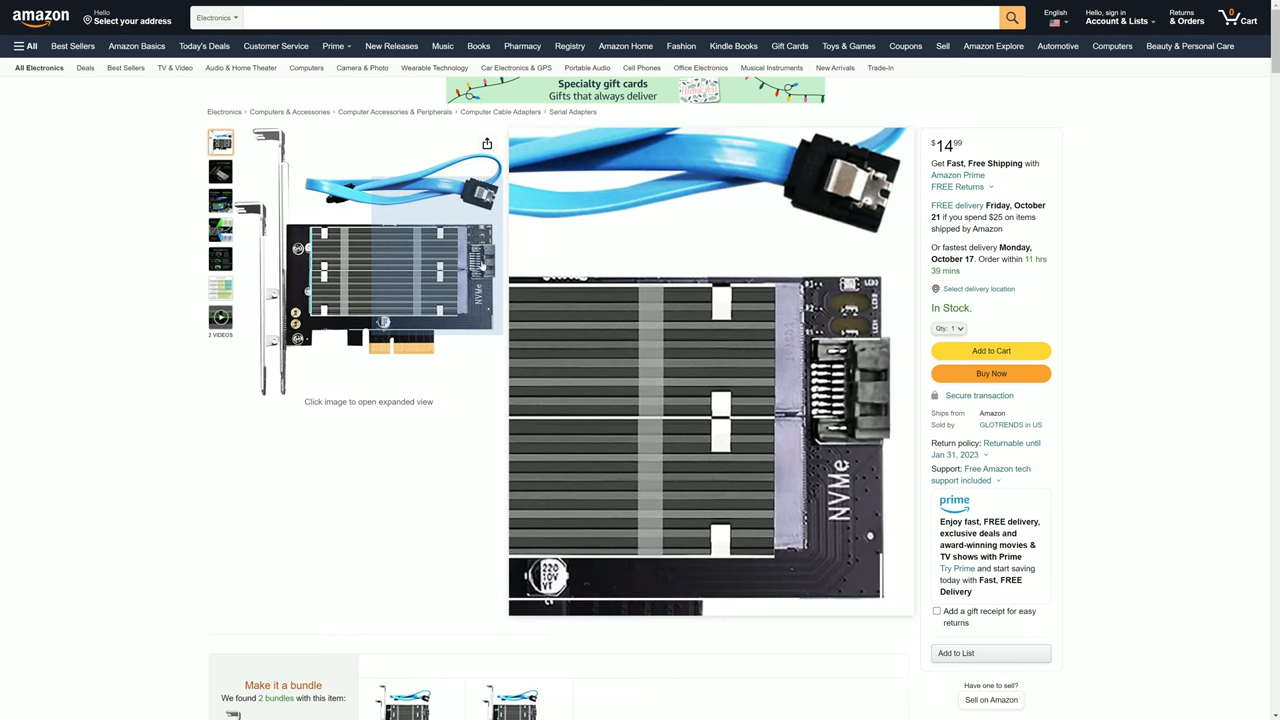 amazon
Hello
Select your address
Electronics
English
Hello, sign in
Account & Lists
Returns
& Orders
0
Cart
All
Best Sellers
Amazon Basics
Today's Deals
Customer Service
Prime
New Releases
Music
Books
Pharmacy
Registry
Amazon Home
Fashion
Kindle Books
Gift Cards
Toys & Games
Coupons
Sell
Amazon Explore
Automotive
Computers
Beauty & Personal Care
All Electronics
Deals
Best Sellers
TV & Video
Audio & Home Theater
Computers
Camera & Photo
Wearable Technology
Car Electronics & GPS
Portable Audio
Cell Phones
Office Electronics
Musical Instruments
New Arrivals
Trade-In
Specialty gift cards
Gifts that always deliver
Electronics › Computers & Accessories › Computer Accessories & Peripherals › Computer Cable Adapters › Serial Adapters
2 VIDEOS
NVMe
Click image to open expanded view
NVMe
220
10V
VT
$14 99
Get Fast, Free Shipping with
Amazon Prime
FREE Returns
FREE delivery Friday, October
21 if you spend $25 on items
shipped by Amazon
Or fastest delivery Monday,
October 17. Order within 11 hrs
39 mins
Select delivery location
In Stock.
Qty: 1
Add to Cart
Buy Now
Secure transaction
Ships from Amazon
Sold by GLOTRENDS in US
Return policy: Returnable until
Jan 31, 2023
Support: Free Amazon tech
support included
prime
Enjoy fast, FREE delivery,
exclusive deals and
award-winning movies &
TV shows with Prime
Try Prime and start saving
today with Fast, FREE
Delivery
Add a gift receipt for easy
returns
Add to List
Have one to sell?
Sell on Amazon
Make it a bundle
We found 2 bundles with this item: